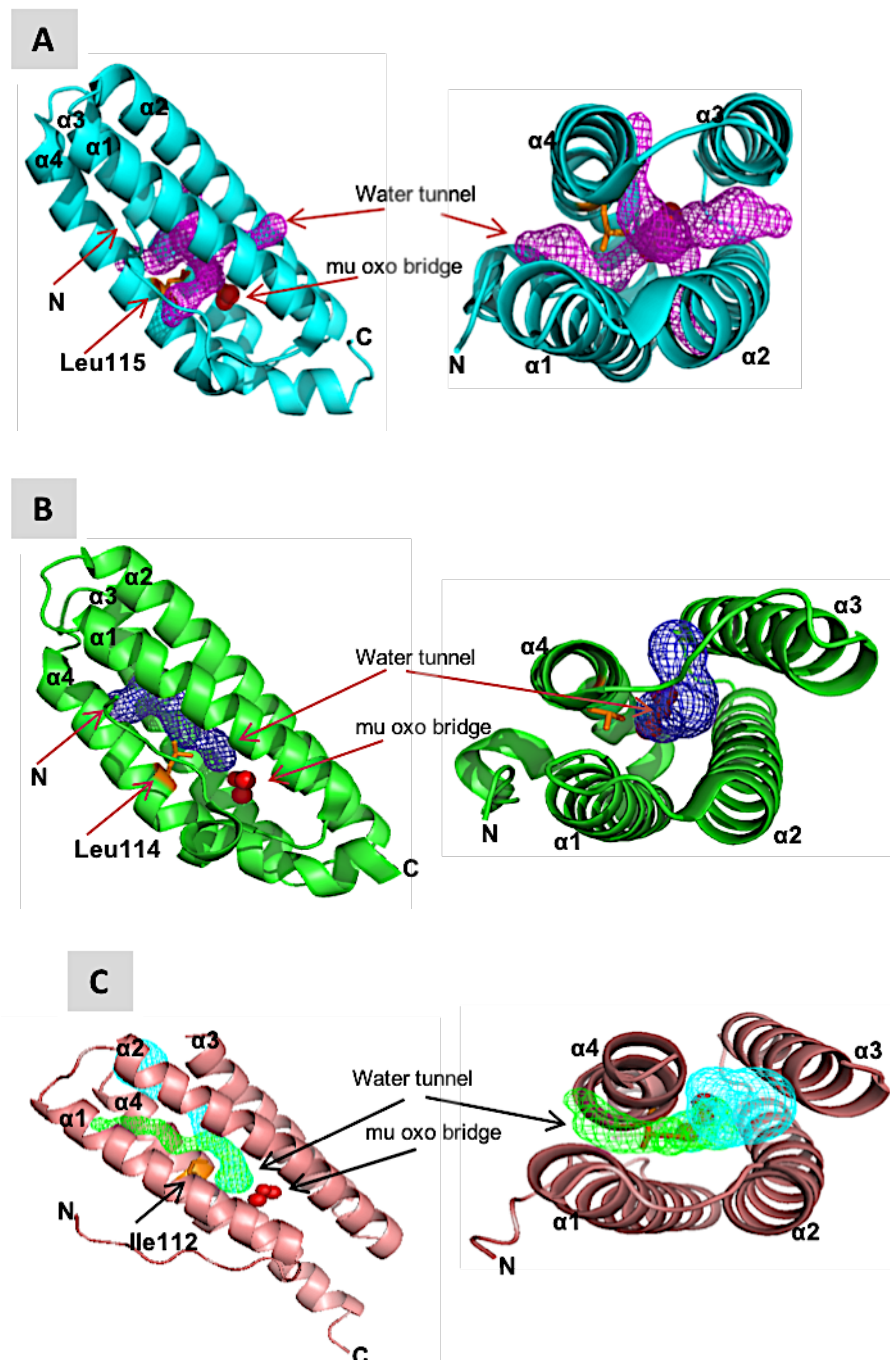 A
α3
α2
α4
α1
N
Leu115
C
Water tunnel
mu oxo bridge
α4
α3
N
α1
α2
B
α2
α3
α1
α4
N
Leu114
C
Water tunnel
mu oxo bridge
α4
α3
N
α1
α2
C
α2
α3
α1
α4
N
Ile112
C
Water tunnel
mu oxo bridge
α4
α3
α1
α2
N